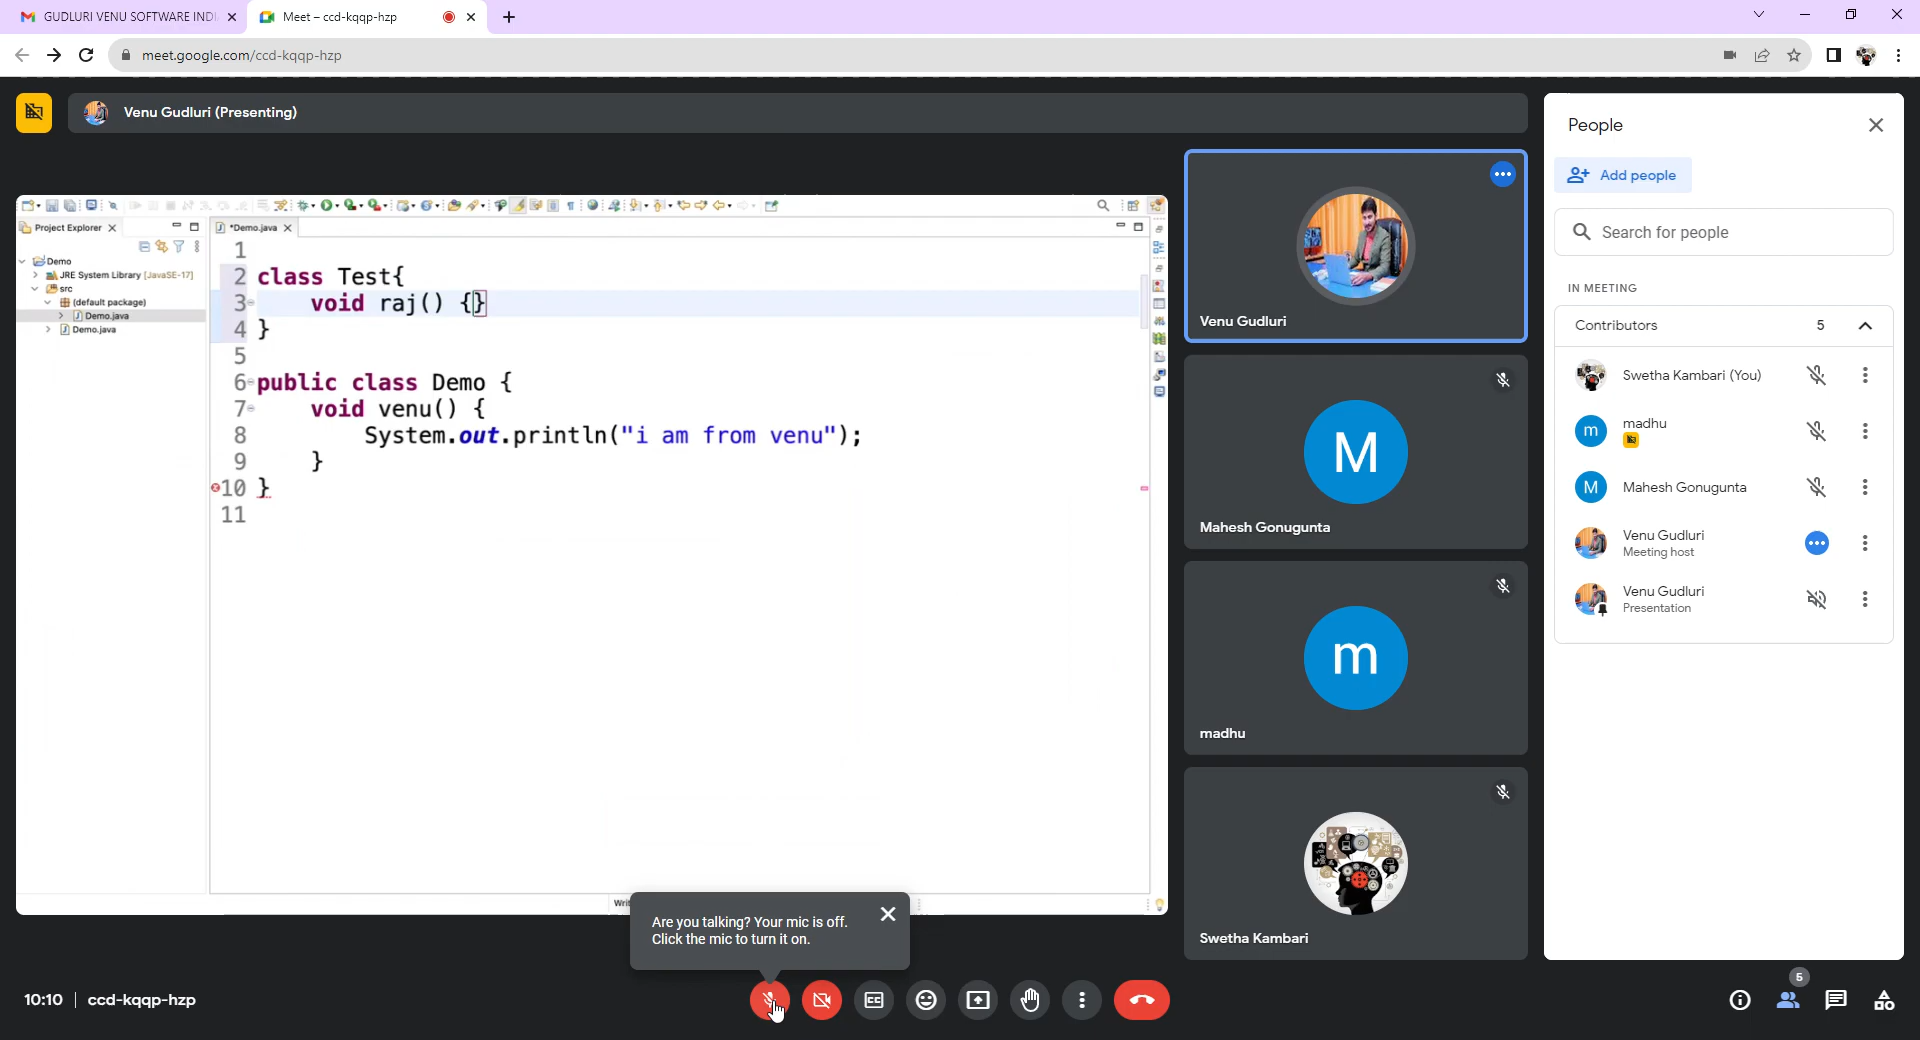 GUDLURI VENU SOFTWARE INDI
Meet – ccd-kqqp-hzp
meet.google.com/ccd-kqqp-hzp
Venu Gudluri (Presenting)
Project Explorer
Demo
JRE System Library [JavaSE-17]
src
(default package)
Demo.java
Demo.java
*Demo.java
1
2 class Test{
3 void raj() {}
4 }
5
6 public class Demo {
7 void venu() {
8 System.out.println("i am from venu");
9 }
10 }
11
Are you talking? Your mic is off.
Click the mic to turn it on.
Venu Gudluri
M
Mahesh Gonugunta
m
madhu
Swetha Kambari
People
Add people
Search for people
IN MEETING
Contributors 5
Swetha Kambari (You)
m madhu
M Mahesh Gonugunta
Venu Gudluri
Meeting host
Venu Gudluri
Presentation
10:10 | ccd-kqqp-hzp
CC
5